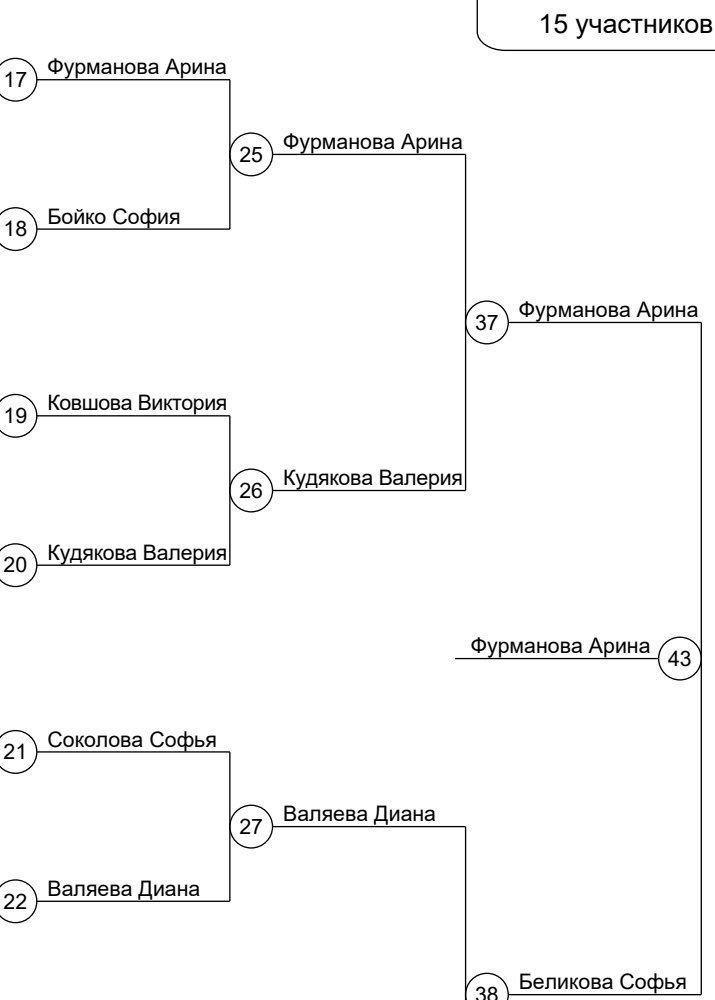 15 участников
17 Фурманова Арина
25 Фурманова Арина
18 Бойко София
37 Фурманова Арина
19 Ковшова Виктория
26 Кудякова Валерия
20 Кудякова Валерия
Фурманова Арина 43
21 Соколова Софья
27 Валяева Диана
22 Валяева Диана
38 Беликова Софья